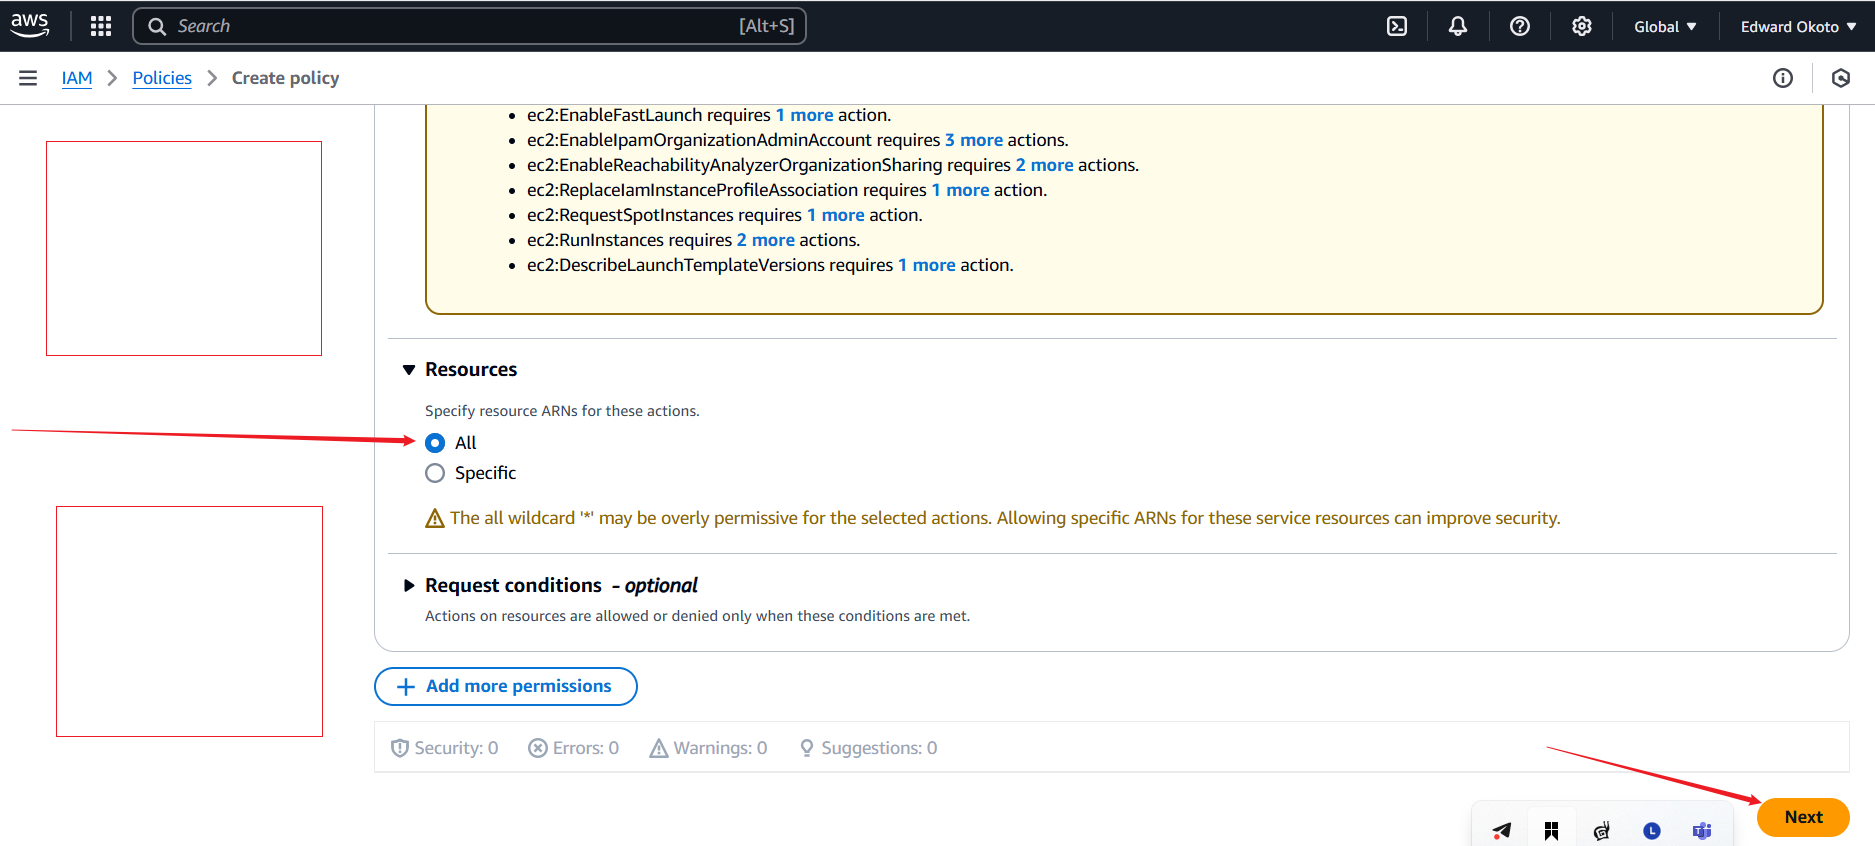 aws
Search [Alt+S]
Global
Edward Okoto
IAM
Policies
Create policy
ec2:EnableFastLaunch requires 1 more action.
ec2:EnableIpamOrganizationAdminAccount requires 3 more actions.
ec2:EnableReachabilityAnalyzerOrganizationSharing requires 2 more actions.
ec2:ReplaceIamInstanceProfileAssociation requires 1 more action.
ec2:RequestSpotInstances requires 1 more action.
ec2:RunInstances requires 2 more actions.
ec2:DescribeLaunchTemplateVersions requires 1 more action.
Resources
Specify resource ARNs for these actions.
All
Specific
The all wildcard '*' may be overly permissive for the selected actions. Allowing specific ARNs for these service resources can improve security.
Request conditions - optional
Actions on resources are allowed or denied only when these conditions are met.
Add more permissions
Security: 0
Errors: 0
Warnings: 0
Suggestions: 0
Next
L